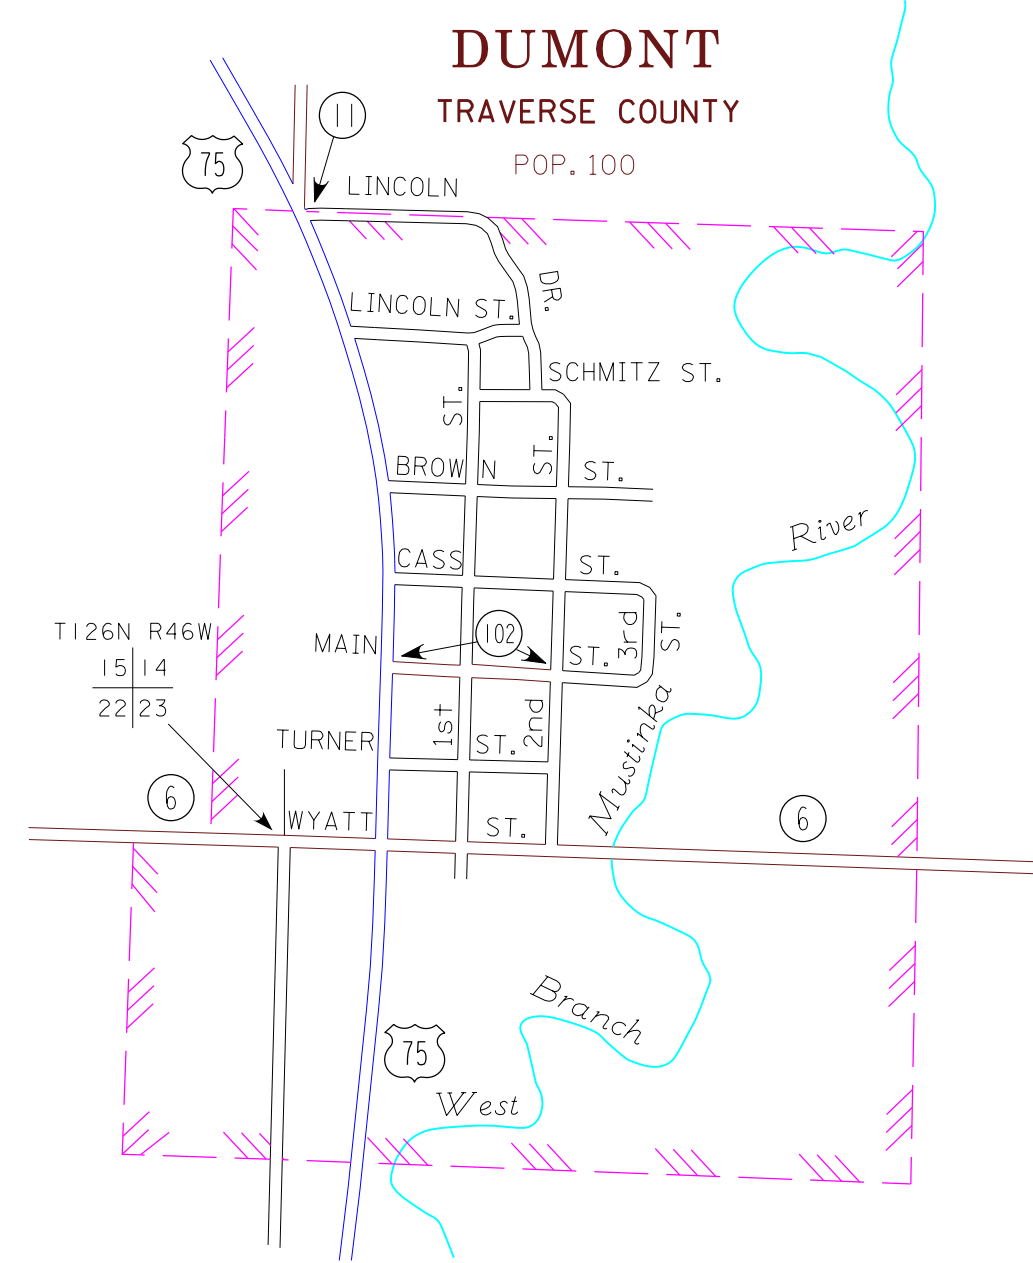 DUMONT
TRAVERSE COUNTY
POP. 100
11
75
LINCOLN DR.
LINCOLN ST.
SCHMITZ ST.
ST.
ST.
BROWN ST.
River
CASS ST.
T126N R46W
15 14
22 23
MAIN ST.
102
3rd ST.
1st
2nd
TURNER ST.
Mustinka
6
WYATT ST.
6
Branch
75
West